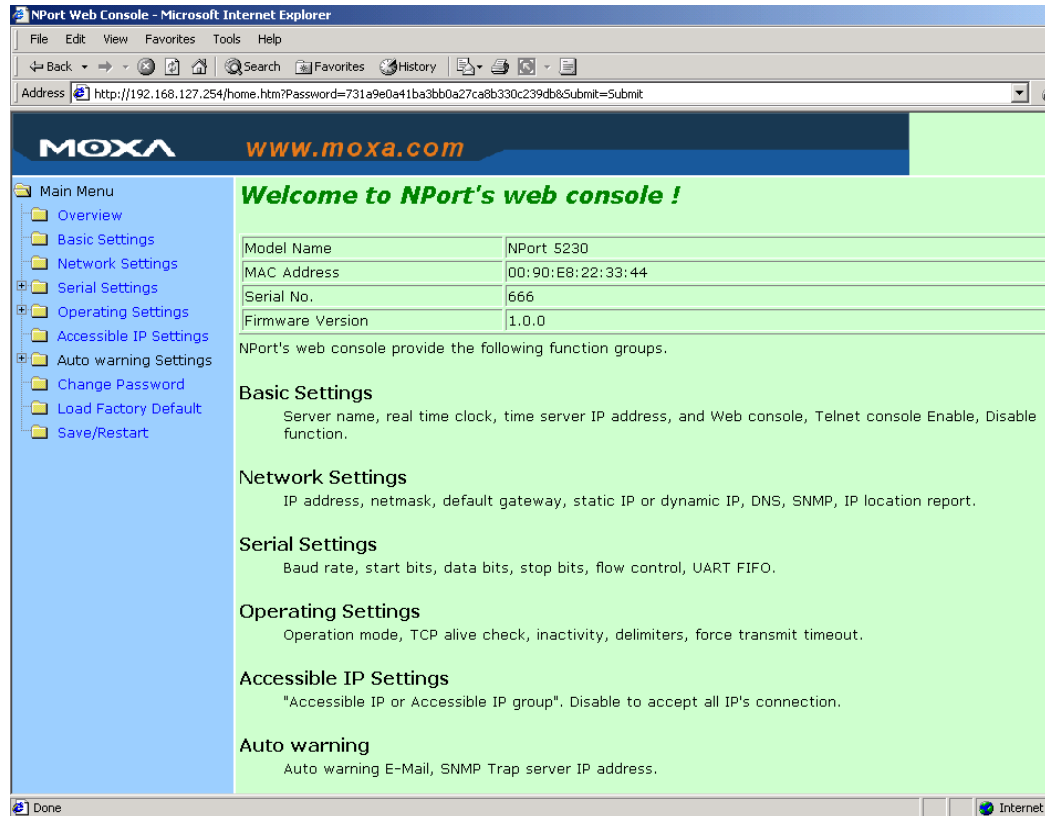 NPort Web Console - Microsoft Internet Explorer
File Edit View Favorites Tools Help
Back Search Favorites History
Address http://192.168.127.254/home.htm?Password=731a9e0a41ba3bb0a27ca8b330c239db&Submit=Submit
MOXA www.moxa.com
Main Menu
Overview
Basic Settings
Network Settings
Serial Settings
Operating Settings
Accessible IP Settings
Auto warning Settings
Change Password
Load Factory Default
Save/Restart
Welcome to NPort's web console !
Model Name NPort 5230
MAC Address 00:90:E8:22:33:44
Serial No. 666
Firmware Version 1.0.0
NPort's web console provide the following function groups.
Basic Settings
Server name, real time clock, time server IP address, and Web console, Telnet console Enable, Disable
function.
Network Settings
IP address, netmask, default gateway, static IP or dynamic IP, DNS, SNMP, IP location report.
Serial Settings
Baud rate, start bits, data bits, stop bits, flow control, UART FIFO.
Operating Settings
Operation mode, TCP alive check, inactivity, delimiters, force transmit timeout.
Accessible IP Settings
"Accessible IP or Accessible IP group". Disable to accept all IP's connection.
Auto warning
Auto warning E-Mail, SNMP Trap server IP address.
Done Internet